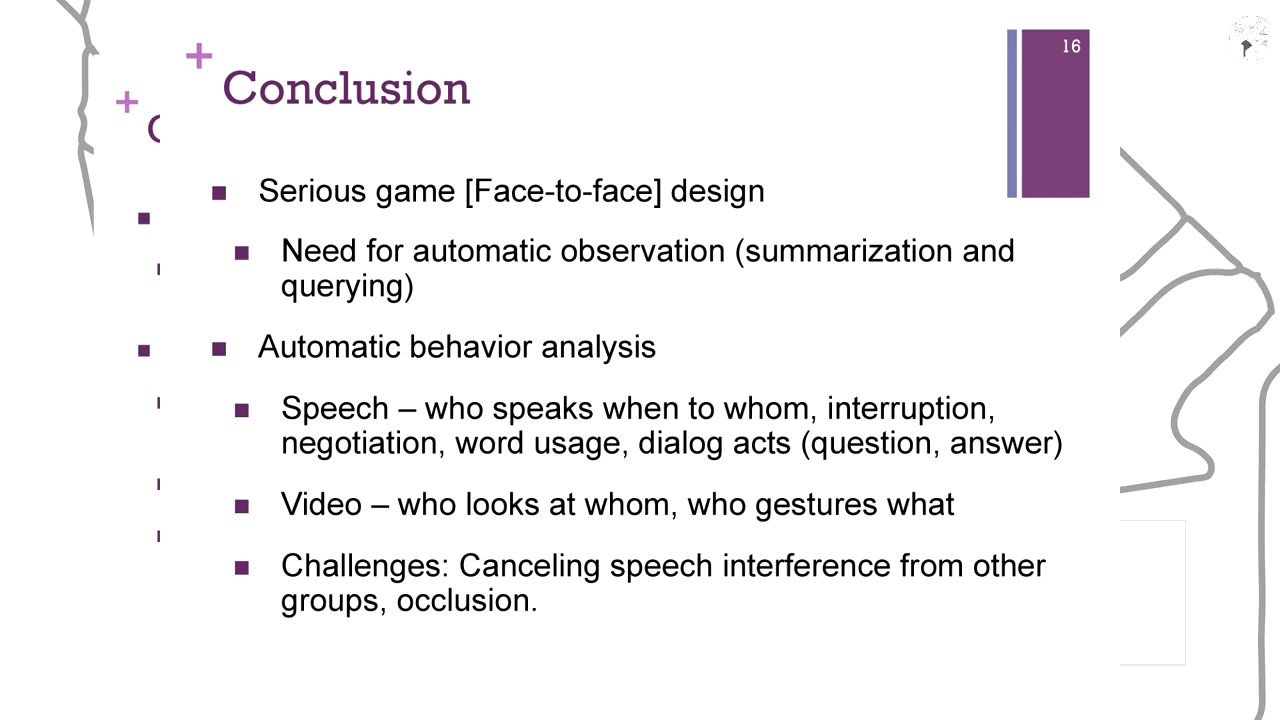 16
+
Conclusion
Serious game [Face-to-face] design
Need for automatic observation (summarization and
querying)
Automatic behavior analysis
Speech – who speaks when to whom, interruption,
negotiation, word usage, dialog acts (question, answer)
Video – who looks at whom, who gestures what
Challenges: Canceling speech interference from other
groups, occlusion.